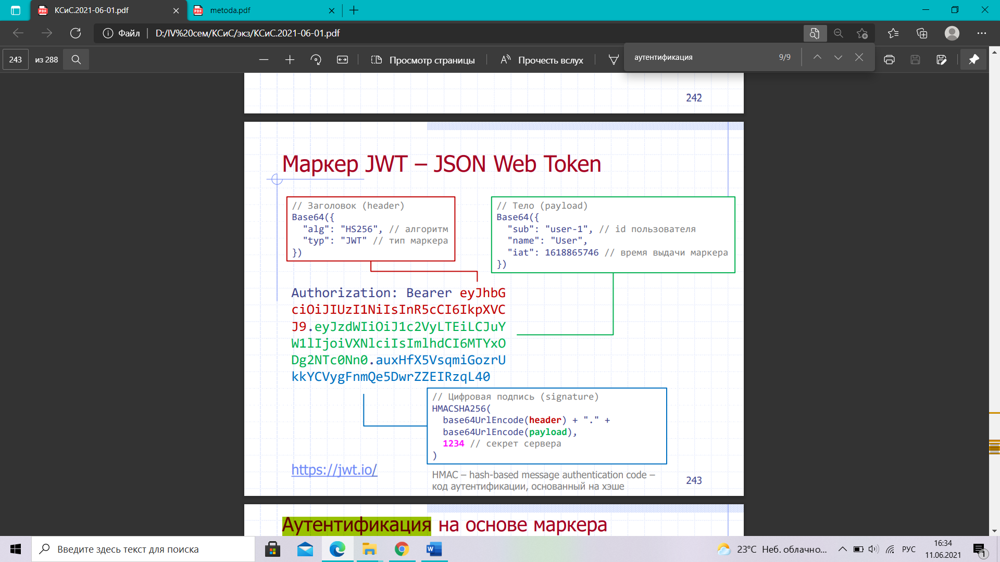 КСиС.2021-06-01.pdf
metoda.pdf
Файл
D:/IV%20сем/КСиС/экз/КСиС.2021-06-01.pdf
243
из 288
Просмотр страницы
Прочесть вслух
аутентификация
9/9
242
Маркер JWT – JSON Web Token
// Заголовок (header)
Base64({
"alg": "HS256", // алгоритм
"typ": "JWT" // тип маркера
})
// Тело (payload)
Base64({
"sub": "user-1", // id пользователя
"name": "User",
"iat": 1618865746 // время выдачи маркера
})
Authorization: Bearer eyJhbG
ciOiJIUzI1NiIsInR5cCI6IkpXVC
J9.eyJzdWIiOiJ1c2VyLTEiLCJuY
W1lIjoiVXNlciIsImlhdCI6MTYxO
Dg2NTc0Nn0.auxHfX5VsqmiGozrU
kkYCVygFnmQe5DwrZZEIRzqL40
// Цифровая подпись (signature)
HMACSHA256(
base64UrlEncode(header) + "." +
base64UrlEncode(payload),
1234 // секрет сервера
)
https://jwt.io/
HMAC – hash-based message authentication code –
код аутентификации, основанный на хэше
243
Аутентификация на основе маркера
Введите здесь текст для поиска
23°C Неб. облачно...
РУС
16:34
11.06.2021
1